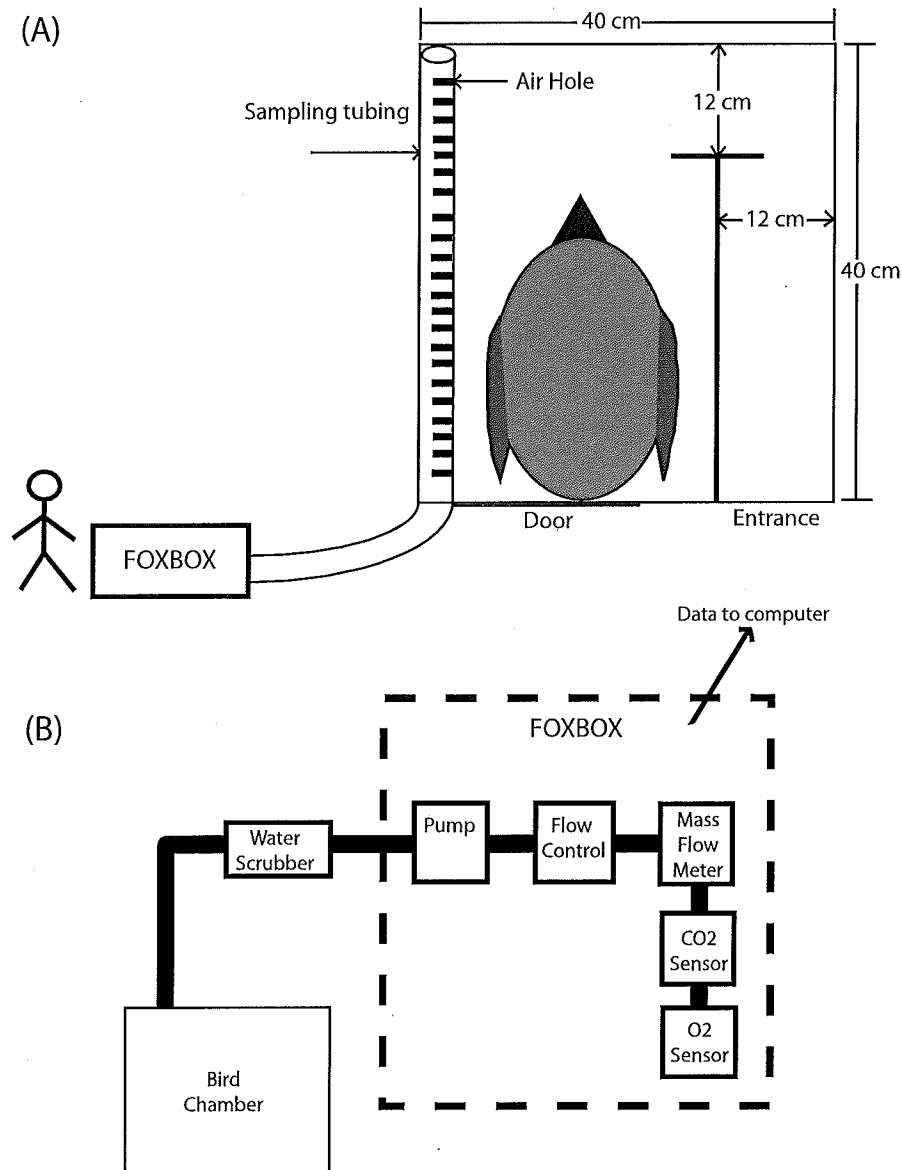 (A)
40 cm
Air Hole
Sampling tubing
12 cm
12 cm
40 cm
Door
Entrance
FOXBOX
Data to computer
(B)
FOXBOX
Pump
Flow
Control
Mass
Flow
Meter
Water
Scrubber
CO2
Sensor
O2
Sensor
Bird
Chamber